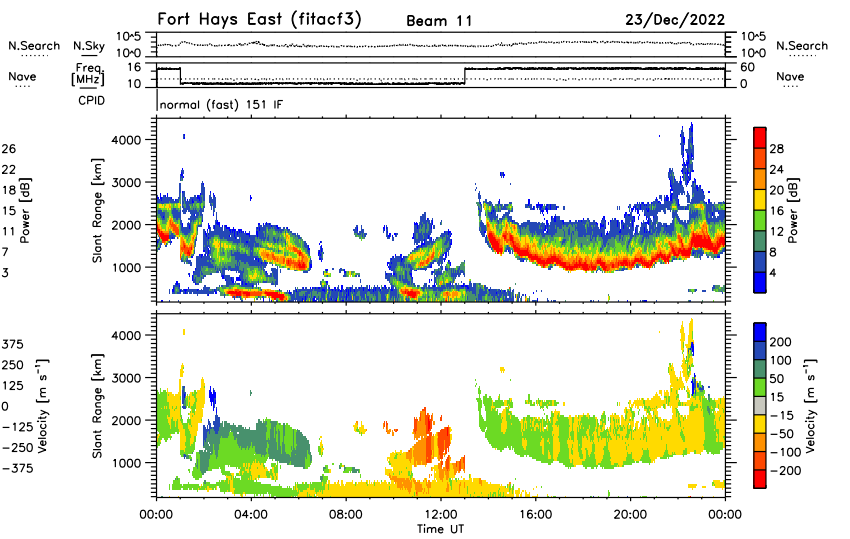 Fort Hays East (fitacf3) Beam 11 23/Dec/2022
N.Search N.Sky 10^5 10^0 10^5 10^0 N.Search
Nave Freq. [MHz] 16 10 60 0 Nave
CPID normal (fast) 151 IF
26 22 18 15 11 7 3
Power [dB]
Slant Range [km]
4000
3000
2000
1000
28
24
20
16
12
8
4
Power [dB]
375
250
125
0
-125
-250
-375
Velocity [m s⁻¹]
Slant Range [km]
4000
3000
2000
1000
200
100
50
15
-15
-50
-100
-200
Velocity [m s⁻¹]
00:00 04:00 08:00 12:00 16:00 20:00 00:00
Time UT